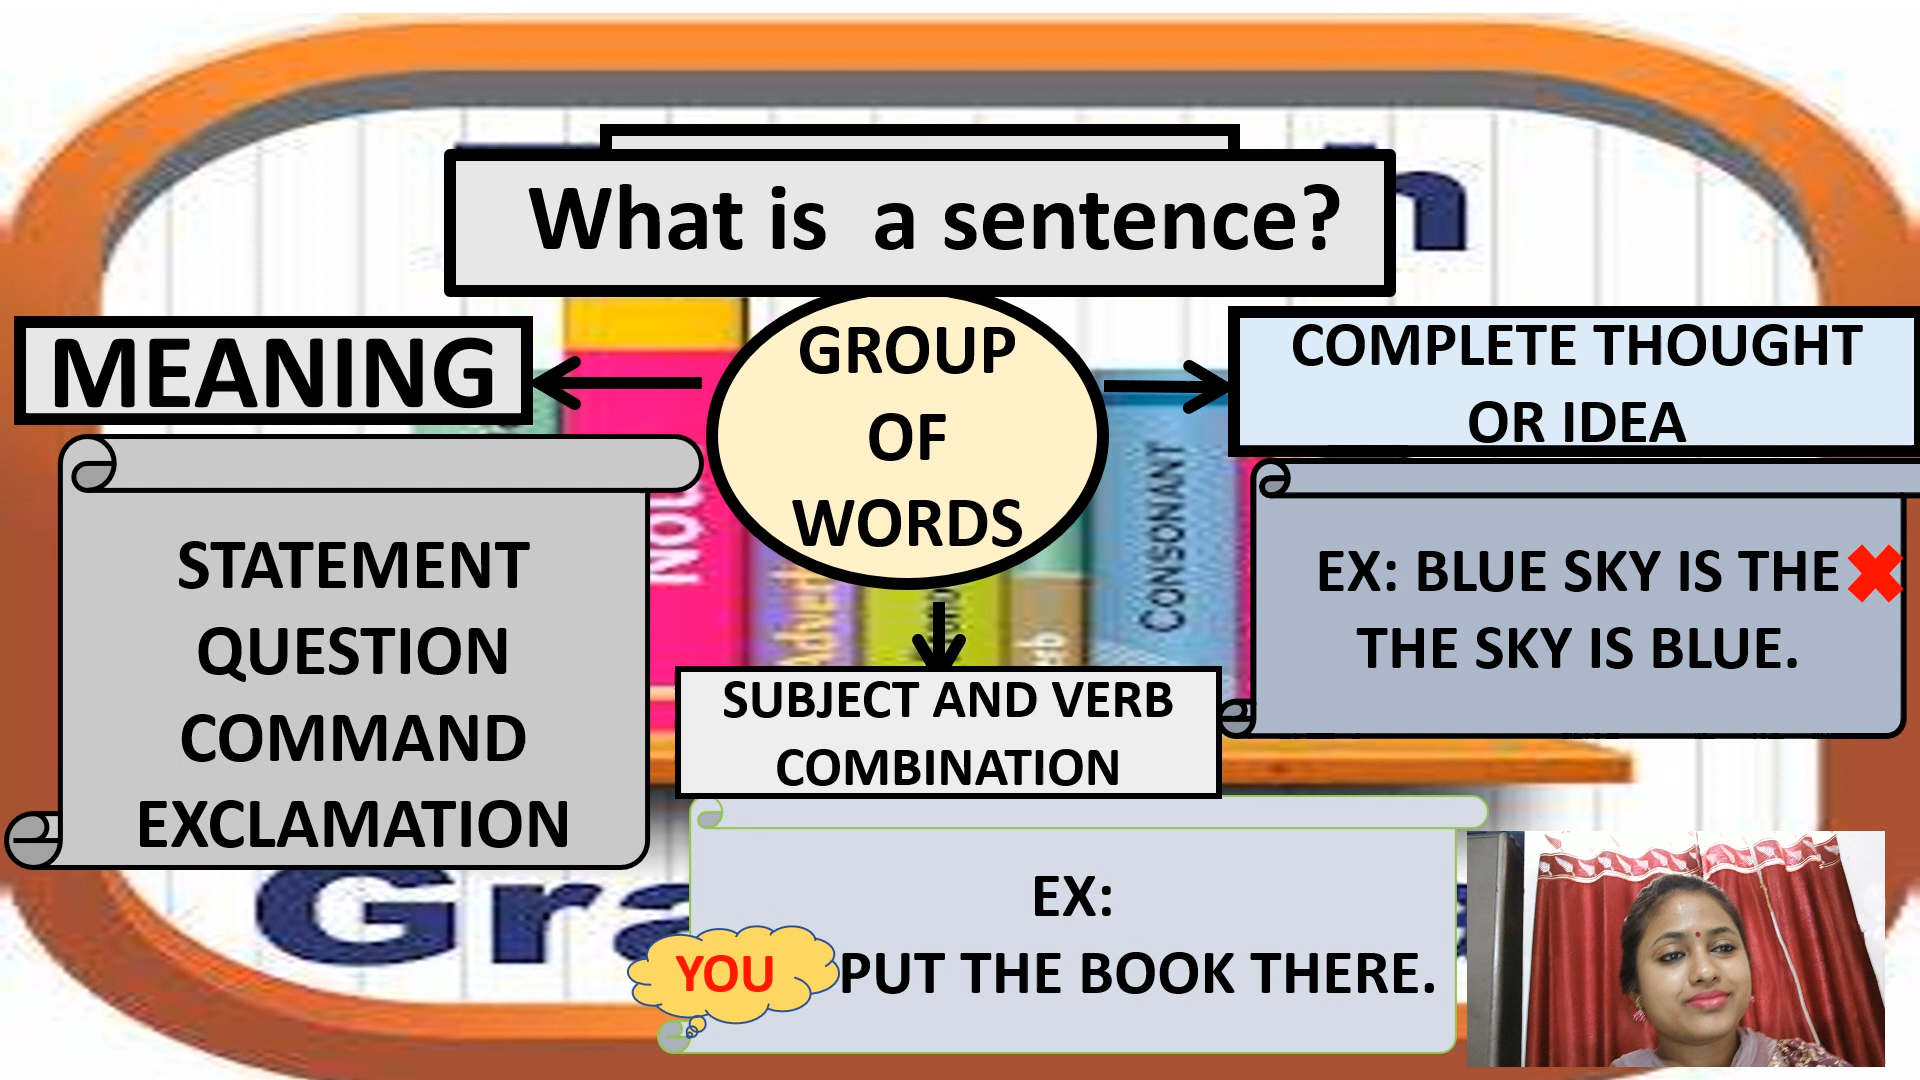 What is a sentence?
GROUP
OF
WORDS
MEANING
STATEMENT
QUESTION
COMMAND
EXCLAMATION
SUBJECT AND VERB
COMBINATION
EX:
YOU PUT THE BOOK THERE.
COMPLETE THOUGHT
OR IDEA
EX: BLUE SKY IS THE
THE SKY IS BLUE.
CONSONANT